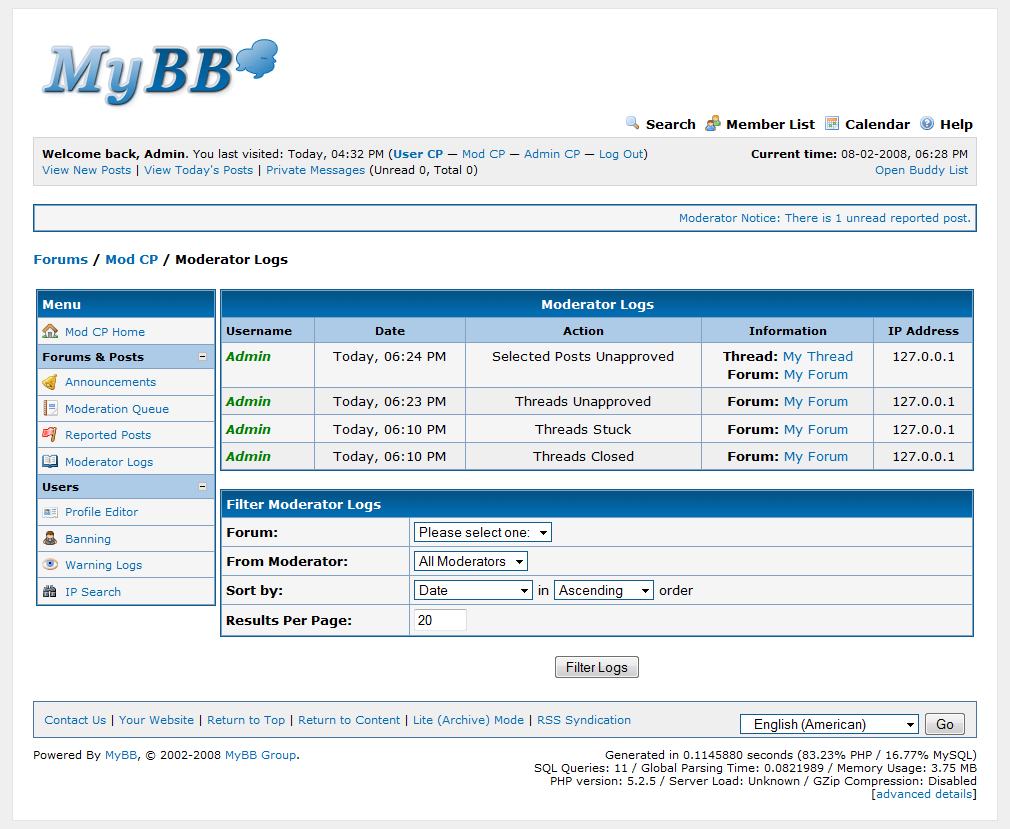 MyBB
Search Member List Calendar Help
Welcome back, Admin. You last visited: Today, 04:32 PM (User CP — Mod CP — Admin CP — Log Out)
Current time: 08-02-2008, 06:28 PM
View New Posts | View Today's Posts | Private Messages (Unread 0, Total 0)
Open Buddy List
Moderator Notice: There is 1 unread reported post.
Forums / Mod CP / Moderator Logs
Menu
Mod CP Home
Forums & Posts
Announcements
Moderation Queue
Reported Posts
Moderator Logs
Users
Profile Editor
Banning
Warning Logs
IP Search
Moderator Logs
Username Date Action Information IP Address
Admin Today, 06:24 PM Selected Posts Unapproved Thread: My Thread 127.0.0.1
Forum: My Forum
Admin Today, 06:23 PM Threads Unapproved Forum: My Forum 127.0.0.1
Admin Today, 06:10 PM Threads Stuck Forum: My Forum 127.0.0.1
Admin Today, 06:10 PM Threads Closed Forum: My Forum 127.0.0.1
Filter Moderator Logs
Forum: Please select one:
From Moderator: All Moderators
Sort by: Date in Ascending order
Results Per Page: 20
Filter Logs
Contact Us | Your Website | Return to Top | Return to Content | Lite (Archive) Mode | RSS Syndication
English (American) Go
Powered By MyBB, © 2002-2008 MyBB Group.
Generated in 0.1145880 seconds (83.23% PHP / 16.77% MySQL)
SQL Queries: 11 / Global Parsing Time: 0.0821989 / Memory Usage: 3.75 MB
PHP version: 5.2.5 / Server Load: Unknown / GZip Compression: Disabled
[advanced details]